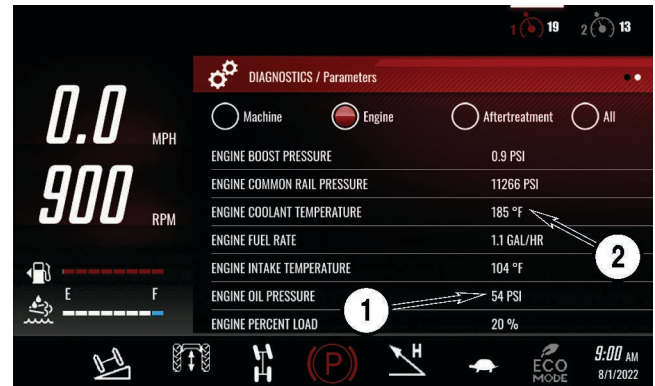 1 19 2 13
DIAGNOSTICS / Parameters
Machine Engine Aftertreatment All
0.0 MPH
900 RPM
ENGINE BOOST PRESSURE 0.9 PSI
ENGINE COMMON RAIL PRESSURE 11266 PSI
ENGINE COOLANT TEMPERATURE 185 °F
ENGINE FUEL RATE 1.1 GAL/HR
2
ENGINE INTAKE TEMPERATURE 104 °F
E F
ENGINE OIL PRESSURE 54 PSI
1
ENGINE PERCENT LOAD 20 %
(P) H
ECO
MODE
9:00 AM
8/1/2022